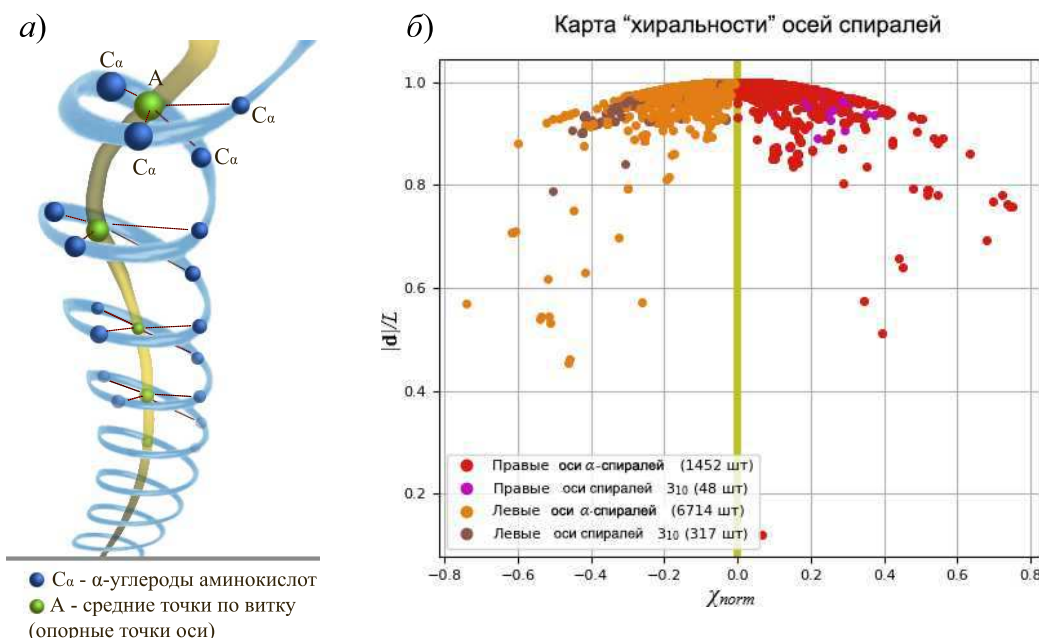 а)
Cα
A
Cα
Cα
Cα
Cα - α-углероды аминокислот
A - средние точки по витку
(опорные точки оси)
б)
Карта “хиральности” осей спиралей
|d|/L
1.0
0.8
0.6
0.4
0.2
Правые оси α-спиралей (1452 шт)
Правые оси спиралей 3₁₀ (48 шт)
Левые оси α-спиралей (6714 шт)
Левые оси спиралей 3₁₀ (317 шт)
−0.8 −0.6 −0.4 −0.2 0.0 0.2 0.4 0.6 0.8
χnorm